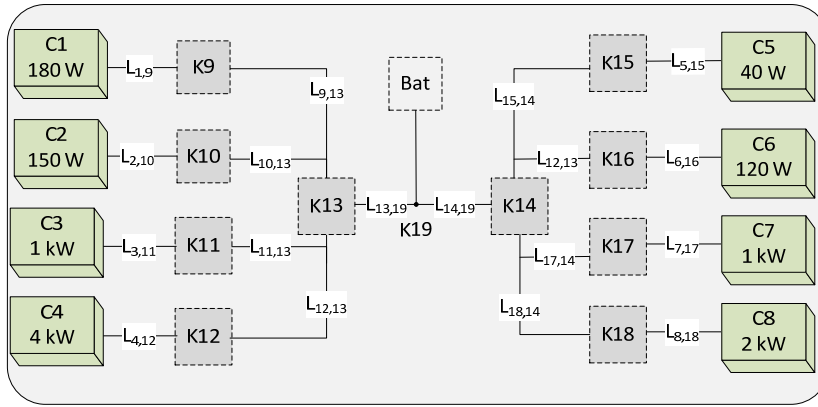 C1
180 W
L1,9
K9
L9,13
C2
150 W
L2,10
K10
L10,13
C3
1 kW
L3,11
K11
L11,13
C4
4 kW
L4,12
K12
L12,13
K13
L13,19
Bat
K19
L14,19
K14
L15,14
K15
L5,15
C5
40 W
L12,13
K16
L6,16
C6
120 W
L17,14
K17
L7,17
C7
1 kW
L18,14
K18
L8,18
C8
2 kW